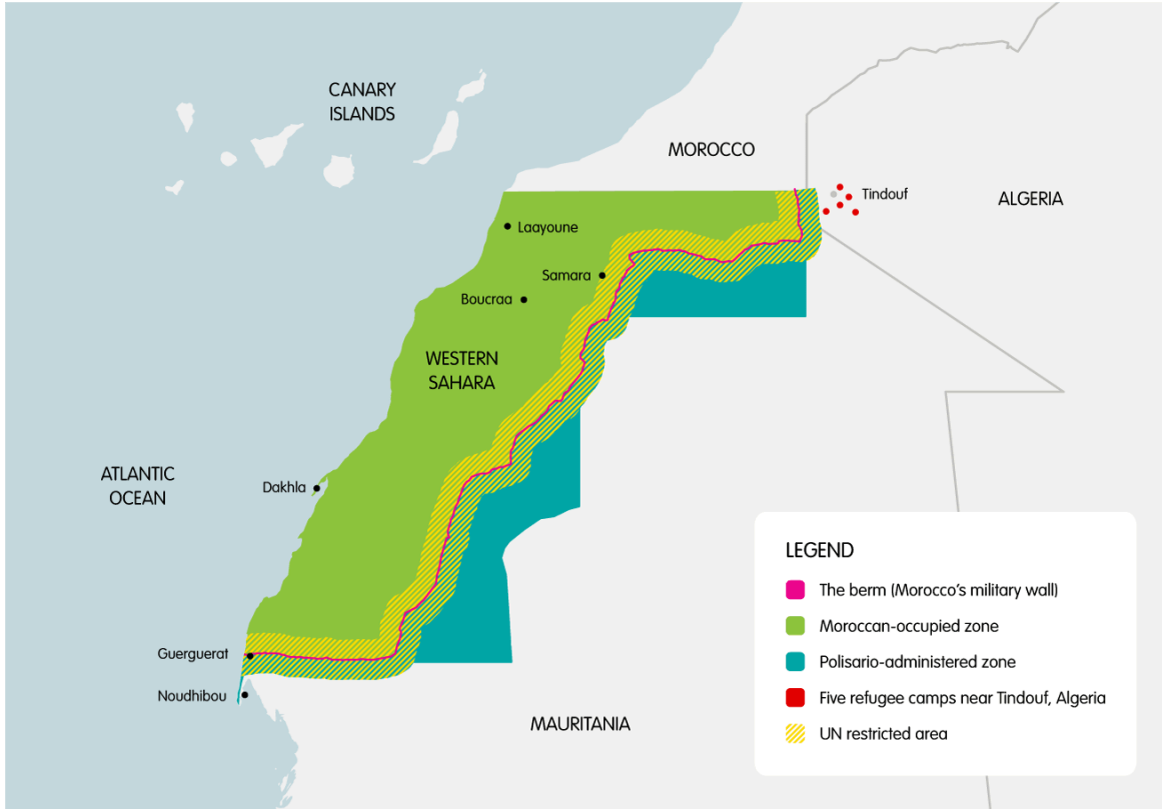 CANARY
ISLANDS
MOROCCO
Tindouf
ALGERIA
Laayoune
Samara
Boucraa
WESTERN
SAHARA
ATLANTIC
OCEAN
Dakhla
LEGEND
The berm (Morocco's military wall)
Moroccan-occupied zone
Polisario-administered zone
Five refugee camps near Tindouf, Algeria
UN restricted area
Guerguerat
Noudhibou
MAURITANIA